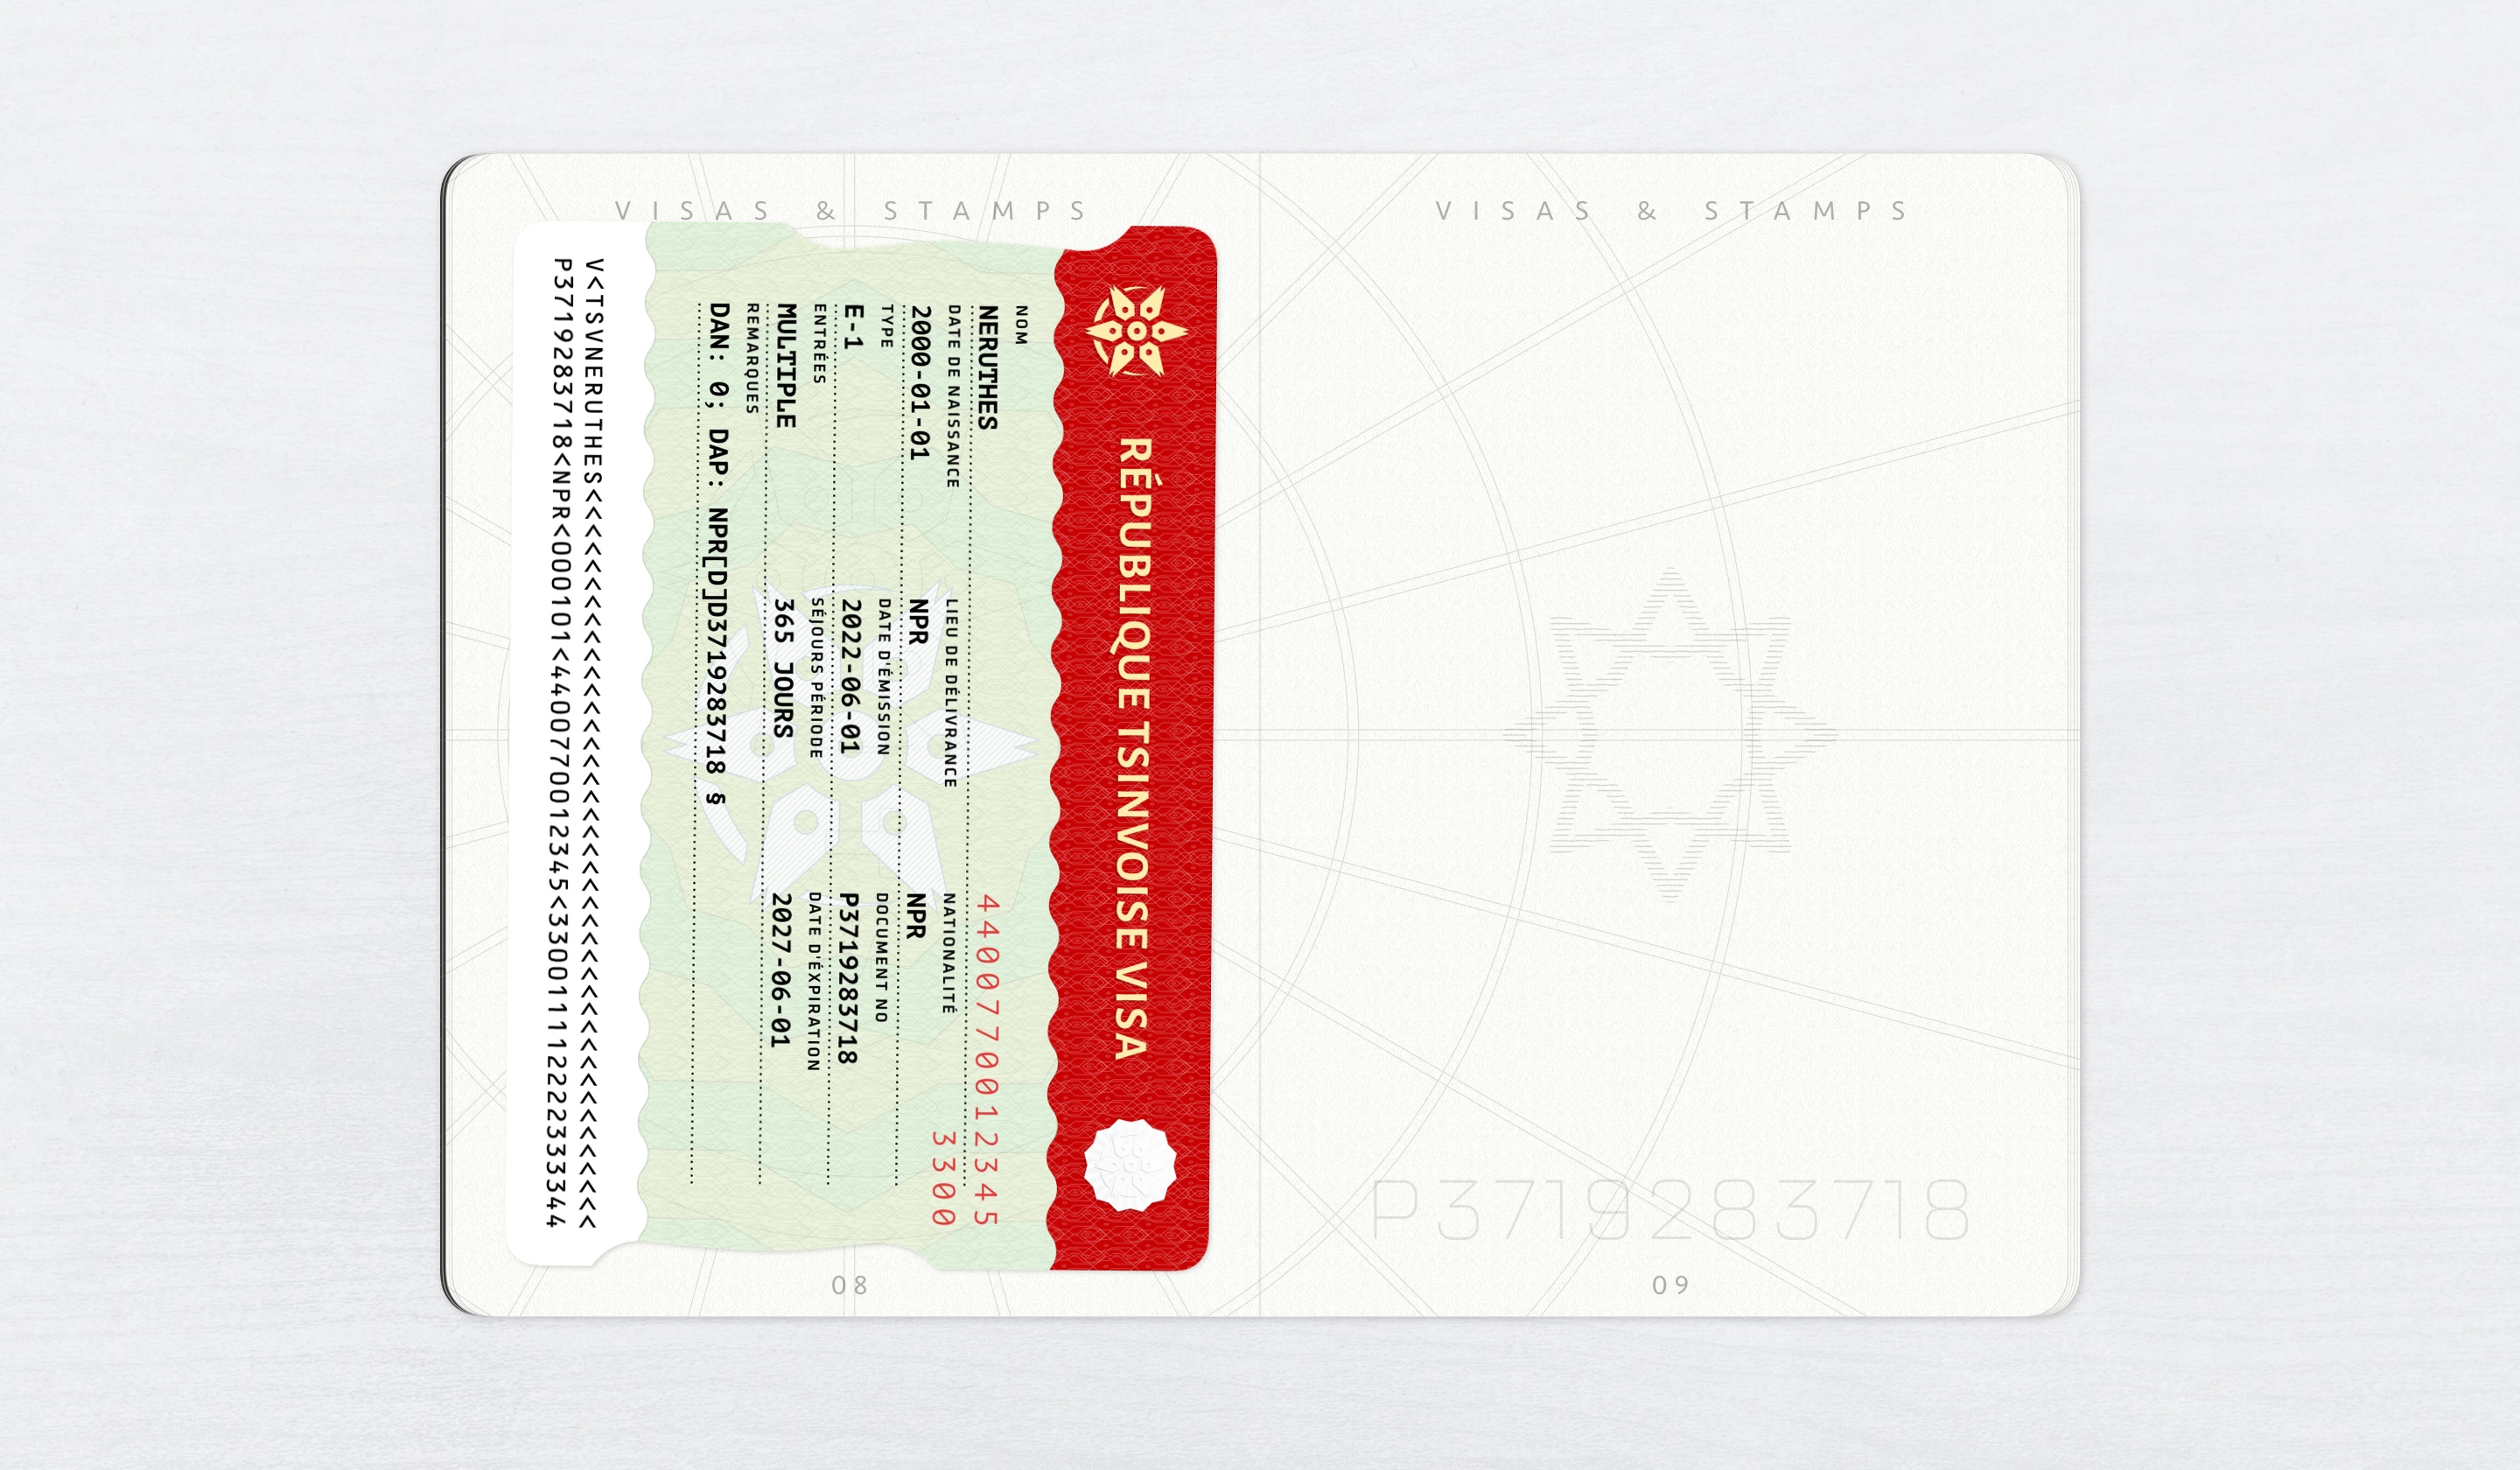 VISAS & STAMPS
RÉPUBLIQUE TSINVOISE VISA
NOM
NERUTHES
4400770012345
3300
DATE DE NAISSANCE
LIEU DE DÉLIVRANCE
NATIONALITÉ
2000-01-01
NPR
NPR
TYPE
DATE D'ÉMISSION
DOCUMENT NO
E-1
2022-06-01
P3719283718
ENTRÉES
SÉJOURS PÉRIODE
DATE D'ÉXPIRATION
MULTIPLE
365 JOURS
2027-06-01
REMARQUES
DAN: 0; DAP: NPR[D]D3719283718 §
V<TSVNERUTHES<<<<<<<<<<<<<<<<<<<<<<<<<<<<<<<<<<<<<<<<<<
P3719283718<NPR<000101<4400770012345<330011112222333344
08
VISAS & STAMPS
P3719283718
09